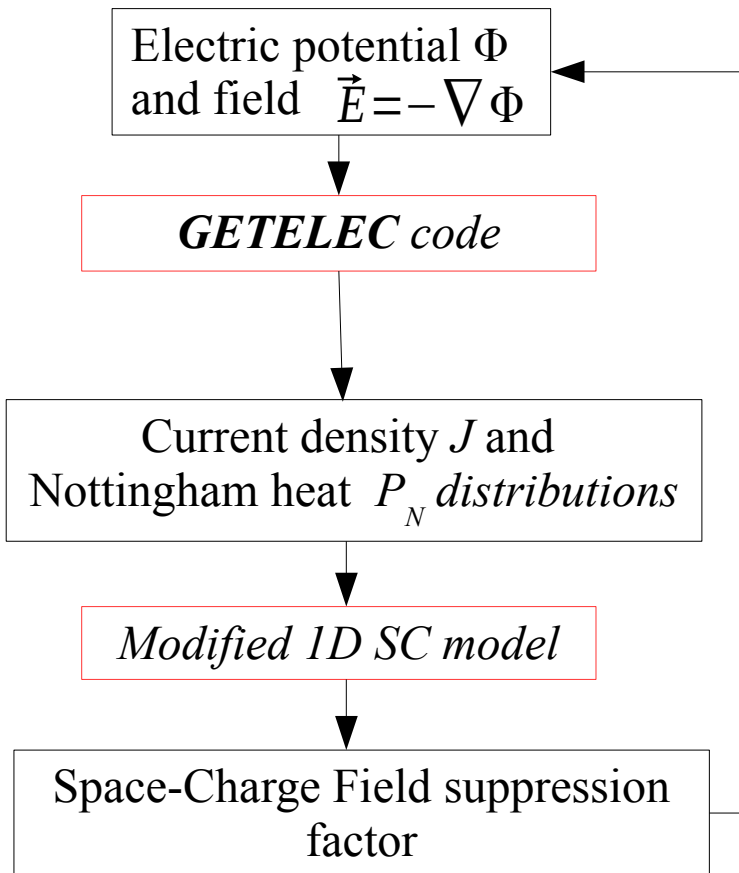 Electric potential Φ
and field E⃗=−∇Φ
GETELEC code
Current density J and
Nottingham heat P_N distributions
Modified 1D SC model
Space-Charge Field suppression
factor